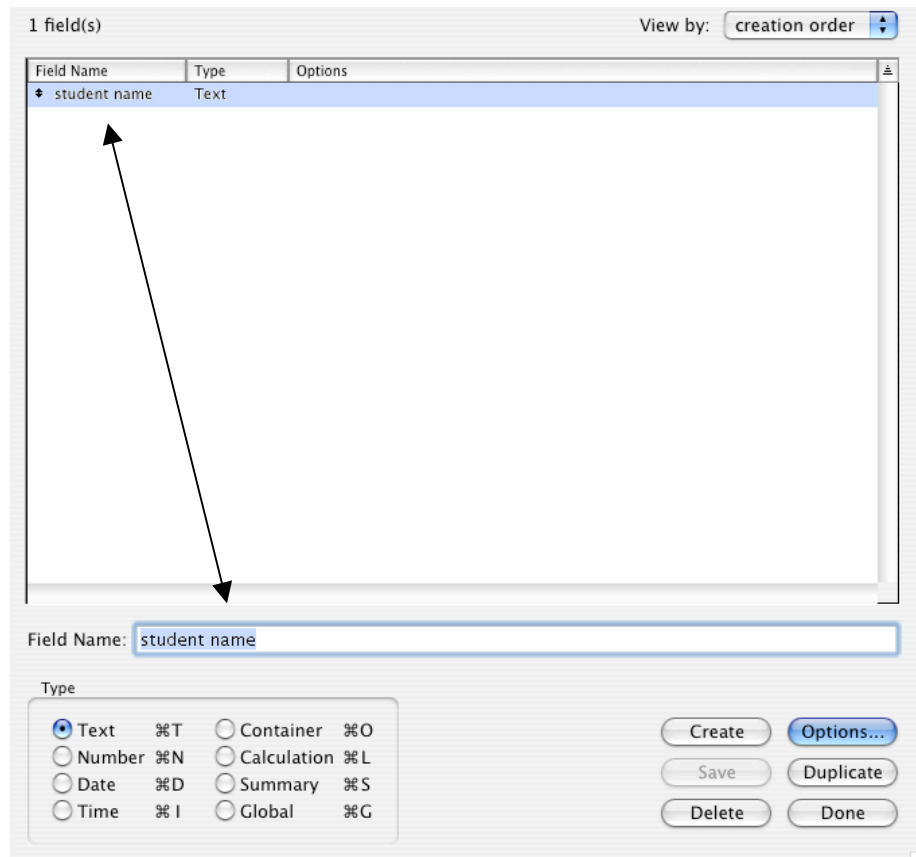 1 field(s) View by: creation order
Field Name Type Options
student name Text
Field Name: student name
Type
Text ⌘T Container ⌘O
Number ⌘N Calculation ⌘L
Date ⌘D Summary ⌘S
Time ⌘I Global ⌘G
Create Options...
Save Duplicate
Delete Done